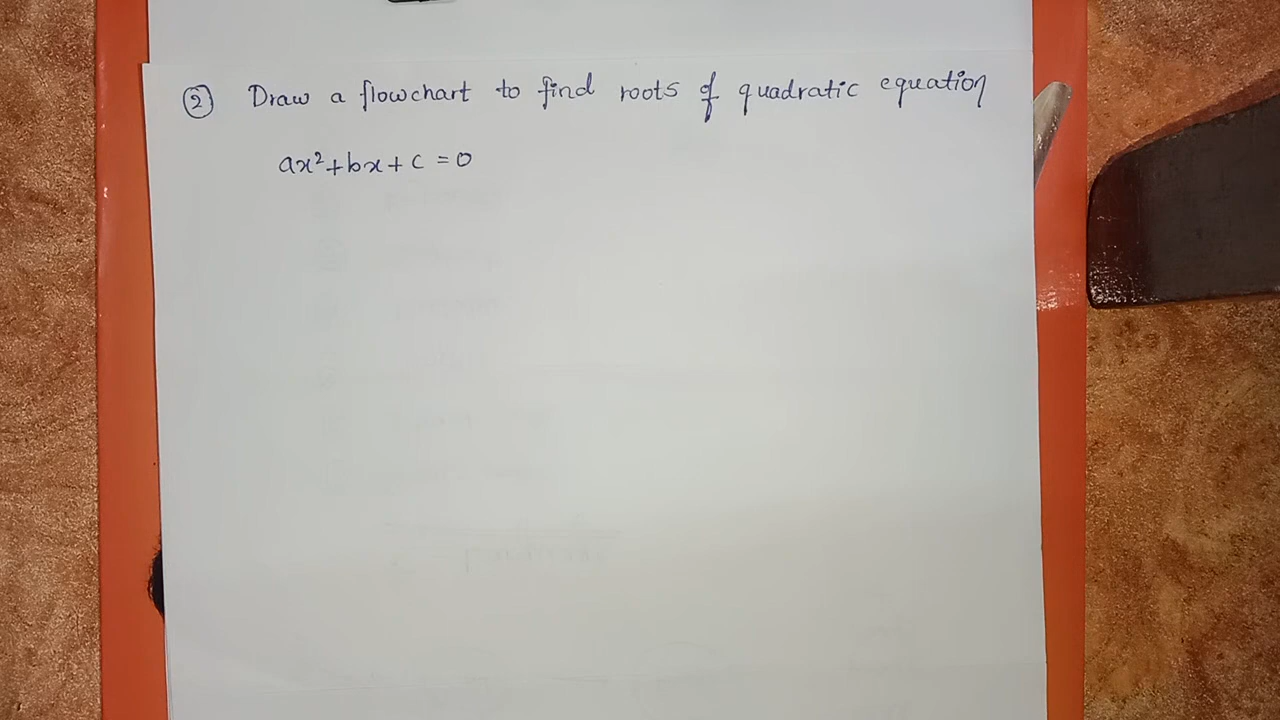 ② Draw a flowchart to find roots of quadratic equation
ax²+bx+c=0